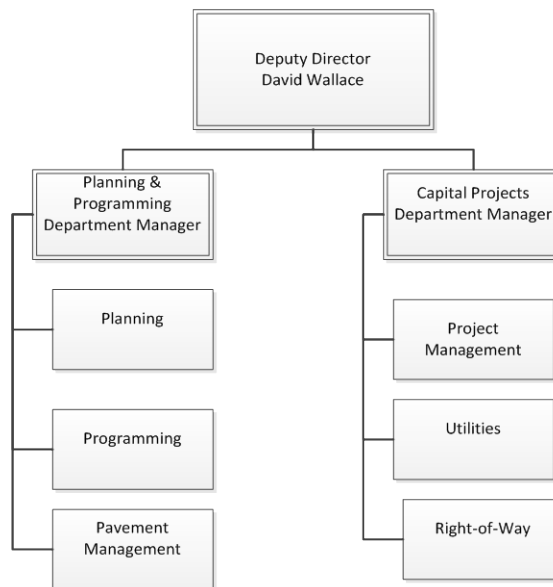 Deputy Director
David Wallace
Planning &
Programming
Department Manager
Capital Projects
Department Manager
Planning
Programming
Pavement
Management
Project
Management
Utilities
Right-of-Way